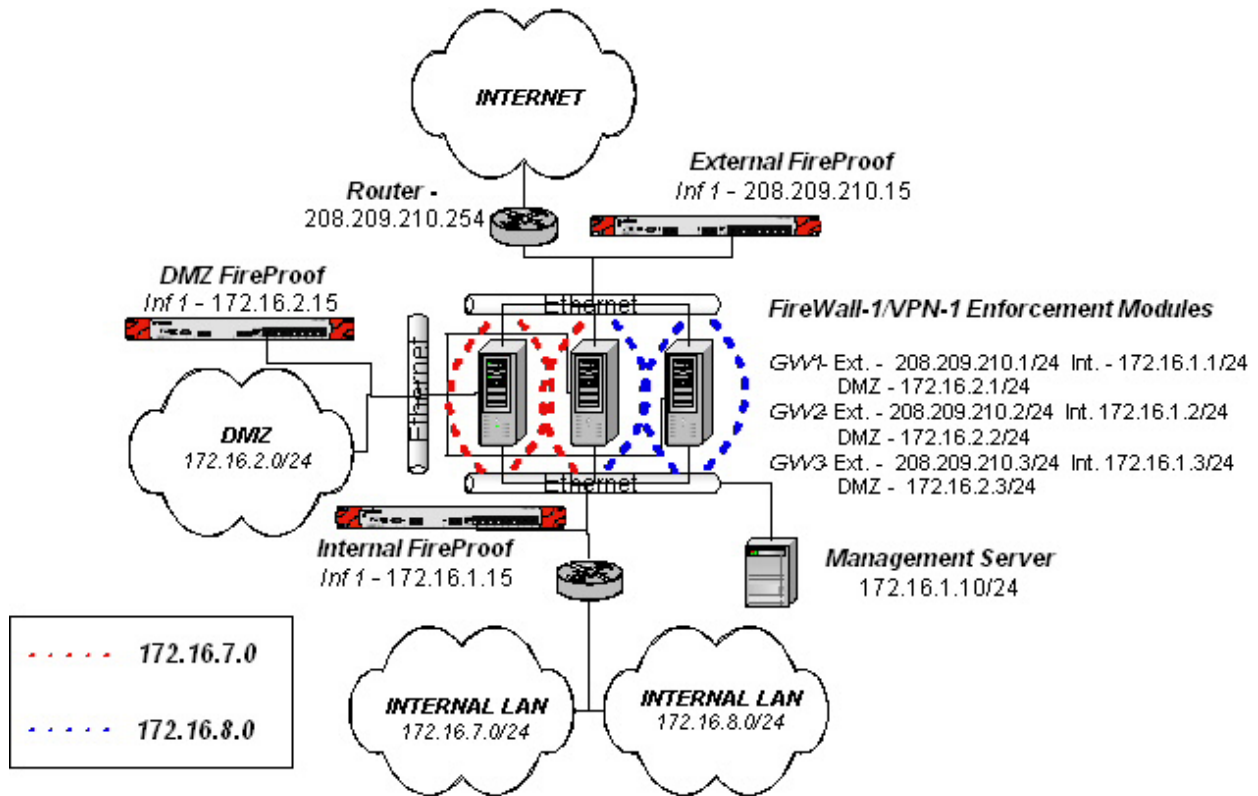 INTERNET
External FireProof
Inf 1 - 208.209.210.15
Router -
208.209.210.254
DMZ FireProof
Inf 1 - 172.16.2.15
Ethernet
Ethernet
FireWall-1/VPN-1 Enforcement Modules
GW1- Ext. - 208.209.210.1/24 Int. - 172.16.1.1/24
DMZ - 172.16.2.1/24
GW2- Ext. - 208.209.210.2/24 Int. 172.16.1.2/24
DMZ - 172.16.2.2/24
GW3- Ext. - 208.209.210.3/24 Int. 172.16.1.3/24
DMZ - 172.16.2.3/24
DMZ
172.16.2.0/24
Ethernet
Internal FireProof
Inf 1 - 172.16.1.15
Management Server
172.16.1.10/24
172.16.7.0
172.16.8.0
INTERNAL LAN
172.16.7.0/24
INTERNAL LAN
172.16.8.0/24